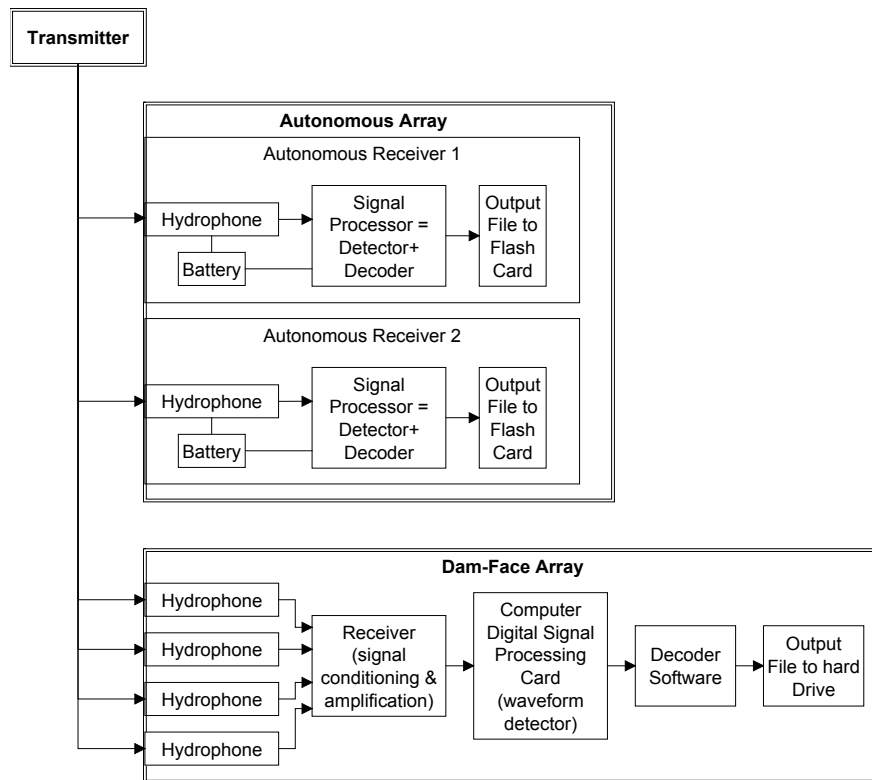 Transmitter
Autonomous Array
Autonomous Receiver 1
Hydrophone
Battery
Signal
Processor =
Detector+
Decoder
Output
File to
Flash
Card
Autonomous Receiver 2
Hydrophone
Battery
Signal
Processor =
Detector+
Decoder
Output
File to
Flash
Card
Dam-Face Array
Hydrophone
Hydrophone
Hydrophone
Hydrophone
Receiver
(signal
conditioning &
amplification)
Computer
Digital Signal
Processing
Card
(waveform
detector)
Decoder
Software
Output
File to hard
Drive